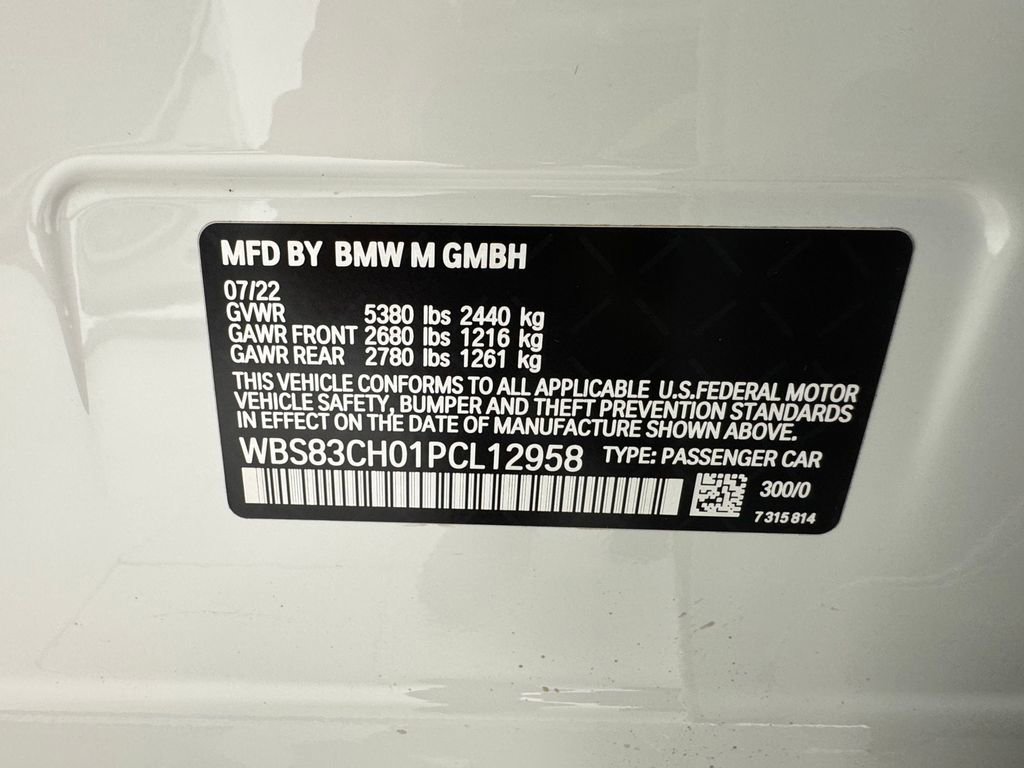 MFD BY BMW M GMBH
07/22
GVWR 5380 lbs 2440 kg
GAWR FRONT 2680 lbs 1216 kg
GAWR REAR 2780 lbs 1261 kg
THIS VEHICLE CONFORMS TO ALL APPLICABLE U.S.FEDERAL MOTOR
VEHICLE SAFETY, BUMPER AND THEFT PREVENTION STANDARDS
IN EFFECT ON THE DATE OF MANUFACTURE SHOWN ABOVE.
WBS83CH01PCL12958 TYPE: PASSENGER CAR
300/0
7 315 814